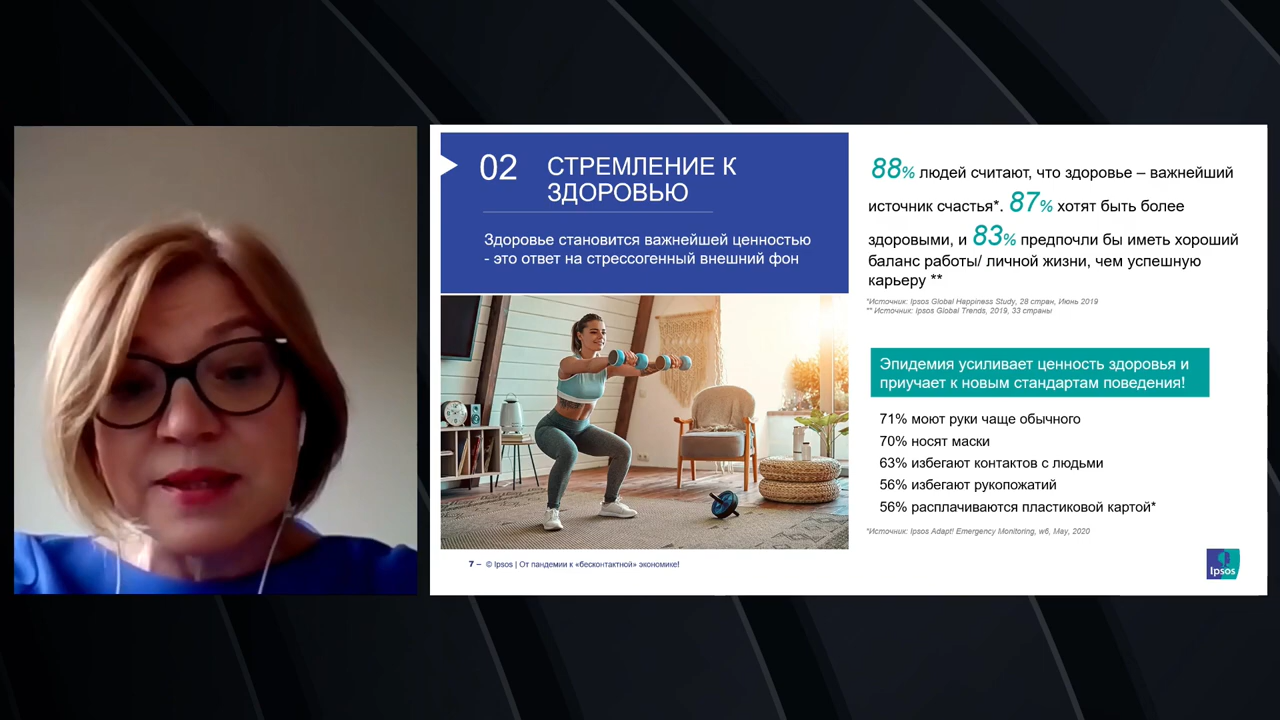 02
СТРЕМЛЕНИЕ К
ЗДОРОВЬЮ
Здоровье становится важнейшей ценностью
- это ответ на стрессогенный внешний фон
88% людей считают, что здоровье – важнейший
источник счастья*. 87% хотят быть более
здоровыми, и 83% предпочли бы иметь хороший
баланс работы/ личной жизни, чем успешную
карьеру **
*Источник: Ipsos Global Happiness Study, 28 стран, Июнь 2019
** Источник: Ipsos Global Trends, 2019, 33 страны
Эпидемия усиливает ценность здоровья и
приучает к новым стандартам поведения!
71% моют руки чаще обычного
70% носят маски
63% избегают контактов с людьми
56% избегают рукопожатий
56% расплачиваются пластиковой картой*
*Источник: Ipsos Adapt! Emergency Monitoring, w6, May, 2020
7 – © Ipsos | От пандемии к «бесконтактной» экономике!
Ipsos